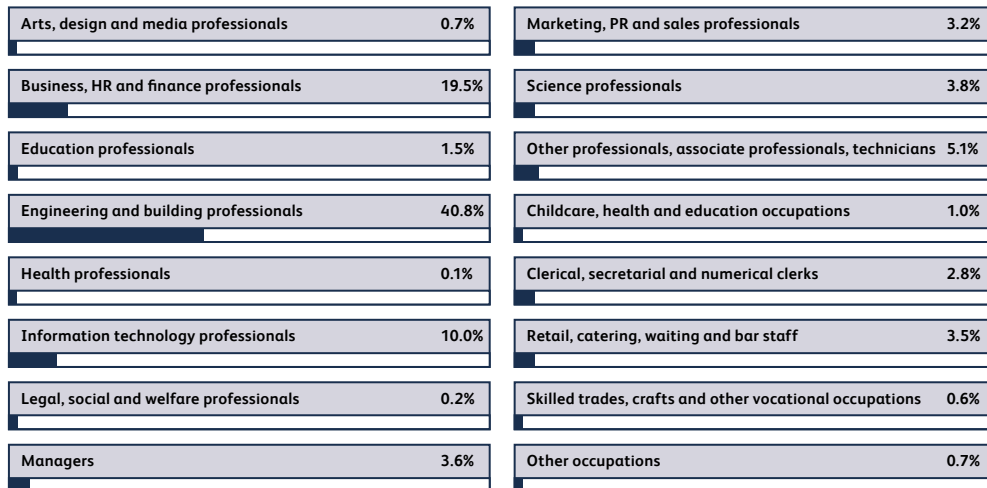 Arts, design and media professionals 0.7%
Business, HR and finance professionals 19.5%
Education professionals 1.5%
Engineering and building professionals 40.8%
Health professionals 0.1%
Information technology professionals 10.0%
Legal, social and welfare professionals 0.2%
Managers 3.6%
Marketing, PR and sales professionals 3.2%
Science professionals 3.8%
Other professionals, associate professionals, technicians 5.1%
Childcare, health and education occupations 1.0%
Clerical, secretarial and numerical clerks 2.8%
Retail, catering, waiting and bar staff 3.5%
Skilled trades, crafts and other vocational occupations 0.6%
Other occupations 0.7%